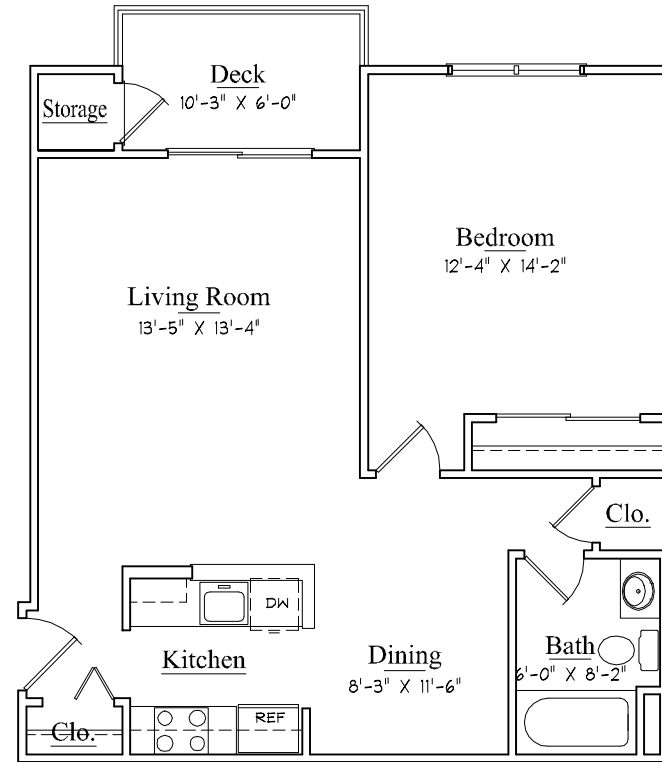 Deck
10'-3" X 6'-0"
Storage
Bedroom
12'-4" X 14'-2"
Living Room
13'-5" X 13'-4"
Clo.
DW
Kitchen
Dining
8'-3" X 11'-6"
Bath
6'-0" X 8'-2"
REF
Clo.